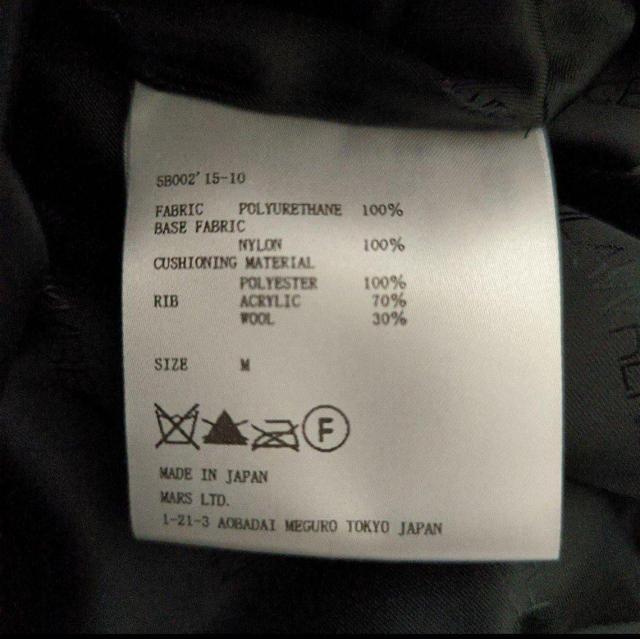 SB002'15-10
FABRIC POLYURETHANE 100%
BASE FABRIC
NYLON 100%
CUSHIONING MATERIAL
POLYESTER 100%
RIB ACRYLIC 70%
WOOL 30%
SIZE M
F
MADE IN JAPAN
MARS LTD.
1-21-3 AOBADAI MEGURO TOKYO JAPAN